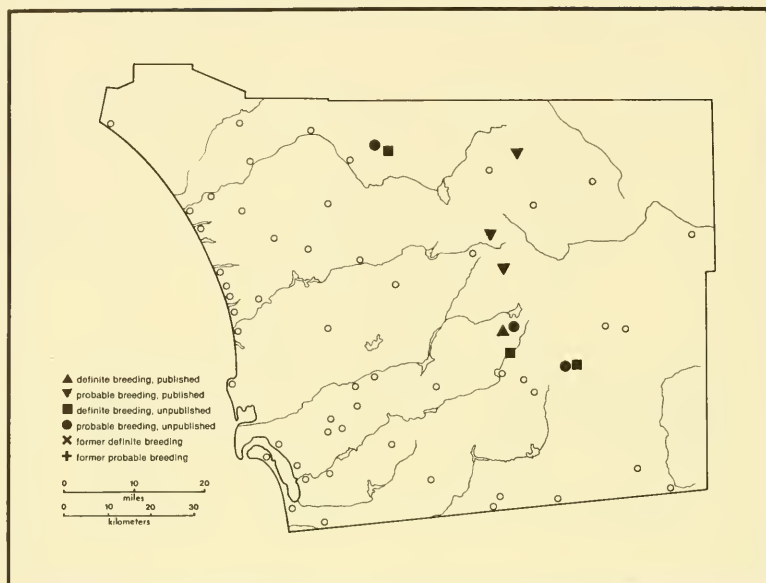 definite breeding, published
probable breeding, published
definite breeding, unpublished
probable breeding, unpublished
former definite breeding
former probable breeding
0 10 20
miles
0 10 20 30
kilometers